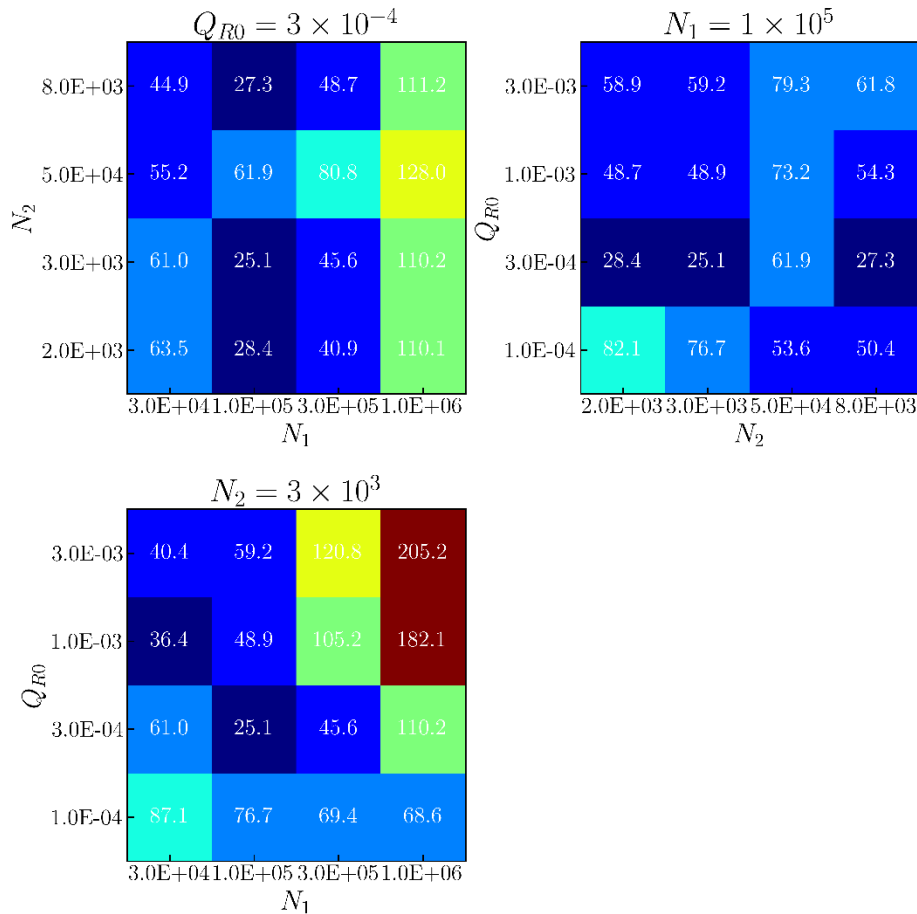 Q_{R0} = 3 × 10^{−4}
8.0E+03 44.9 27.3 48.7 111.2
5.0E+04 55.2 61.9 80.8 128.0
3.0E+03 61.0 25.1 45.6 110.2
2.0E+03 63.5 28.4 40.9 110.1
N_2
3.0E+04 1.0E+05 3.0E+05 1.0E+06
N_1
N_1 = 1 × 10^5
3.0E-03 58.9 59.2 79.3 61.8
1.0E-03 48.7 48.9 73.2 54.3
3.0E-04 28.4 25.1 61.9 27.3
1.0E-04 82.1 76.7 53.6 50.4
Q_{R0}
2.0E+03 3.0E+03 5.0E+04 8.0E+03
N_2
N_2 = 3 × 10^3
3.0E-03 40.4 59.2 120.8 205.2
1.0E-03 36.4 48.9 105.2 182.1
3.0E-04 61.0 25.1 45.6 110.2
1.0E-04 87.1 76.7 69.4 68.6
Q_{R0}
3.0E+04 1.0E+05 3.0E+05 1.0E+06
N_1